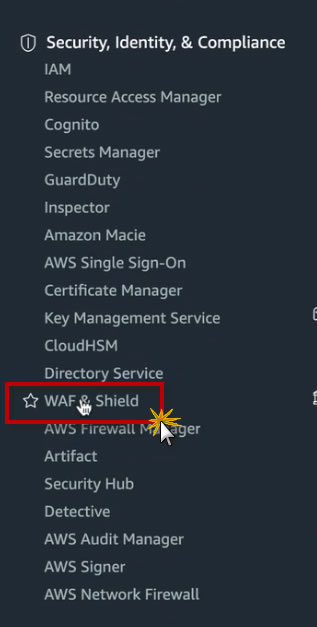 Security, Identity, & Compliance
IAM
Resource Access Manager
Cognito
Secrets Manager
GuardDuty
Inspector
Amazon Macie
AWS Single Sign-On
Certificate Manager
Key Management Service
CloudHSM
Directory Service
WAF & Shield
AWS Firewall Manager
Artifact
Security Hub
Detective
AWS Audit Manager
AWS Signer
AWS Network Firewall